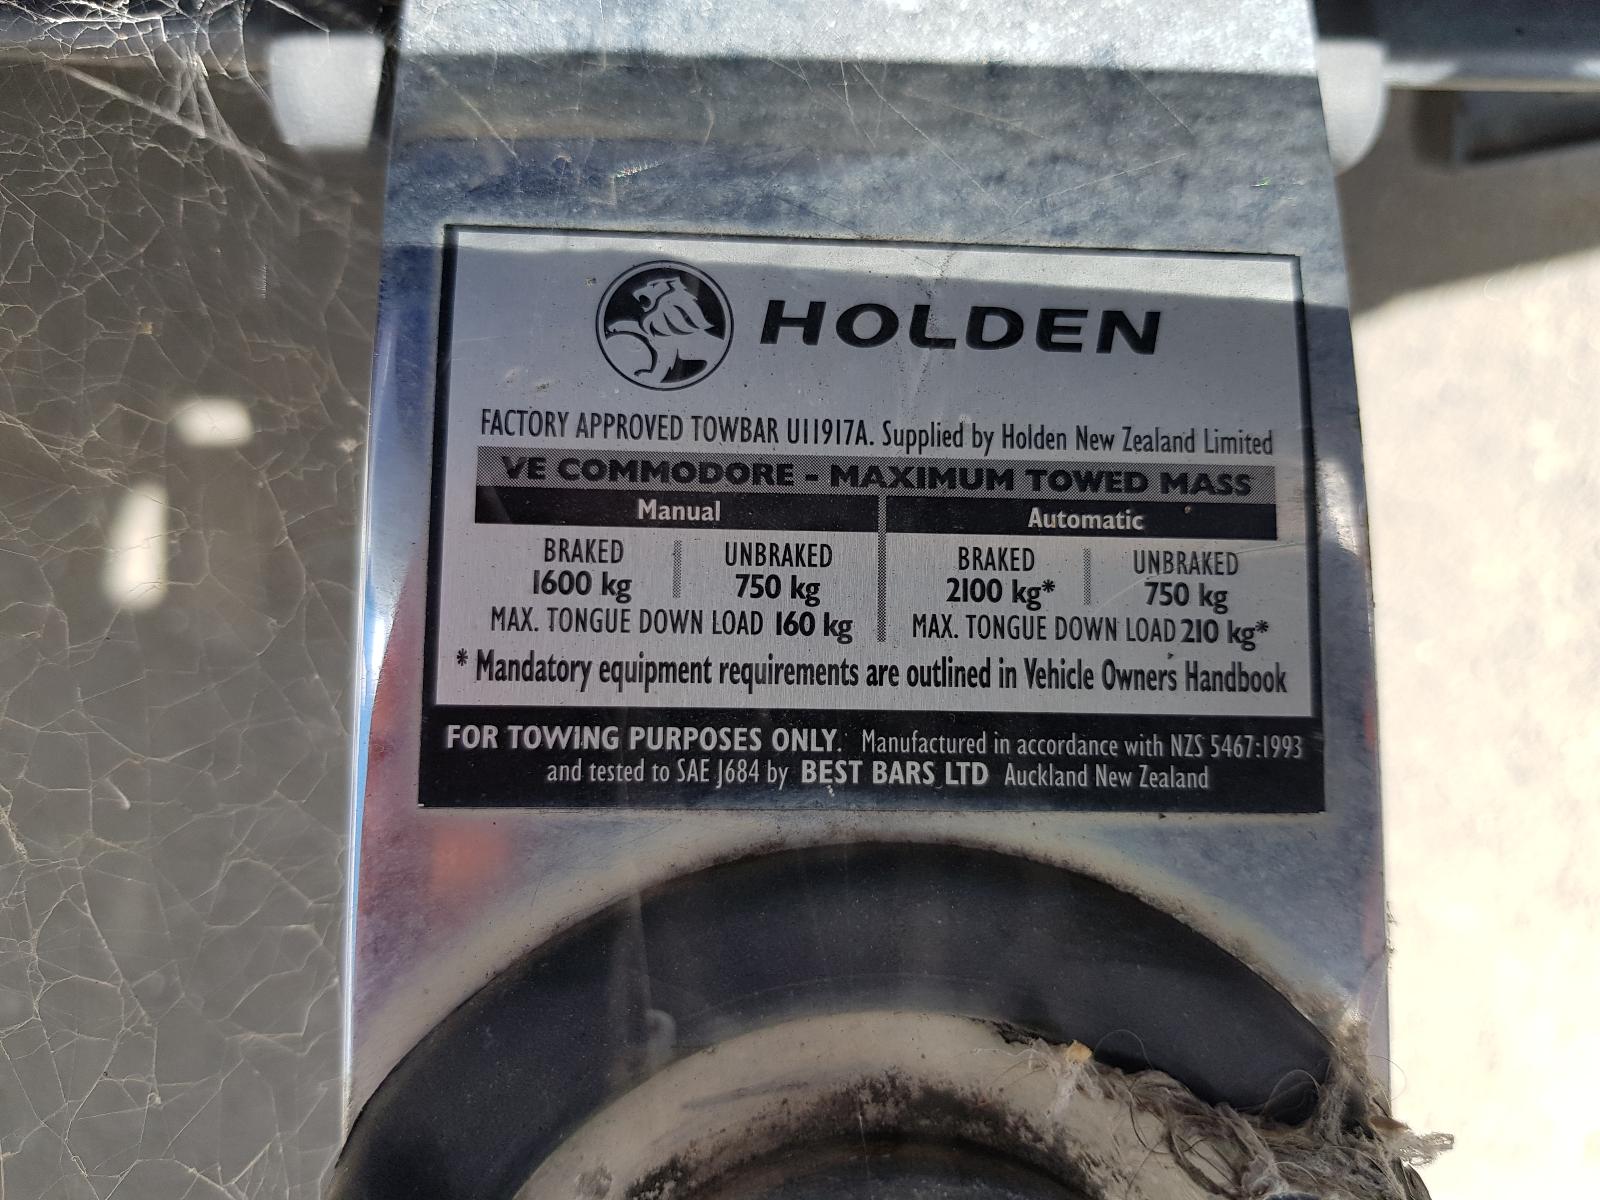 HOLDEN
FACTORY APPROVED TOWBAR U11917A. Supplied by Holden New Zealand Limited
VE COMMODORE - MAXIMUM TOWED MASS
Manual Automatic
BRAKED UNBRAKED BRAKED UNBRAKED
1600 kg 750 kg 2100 kg* 750 kg
MAX. TONGUE DOWN LOAD 160 kg MAX. TONGUE DOWN LOAD 210 kg*
* Mandatory equipment requirements are outlined in Vehicle Owner's Handbook
FOR TOWING PURPOSES ONLY. Manufactured in accordance with NZS 5467:1993
and tested to SAE J684 by BEST BARS LTD Auckland New Zealand